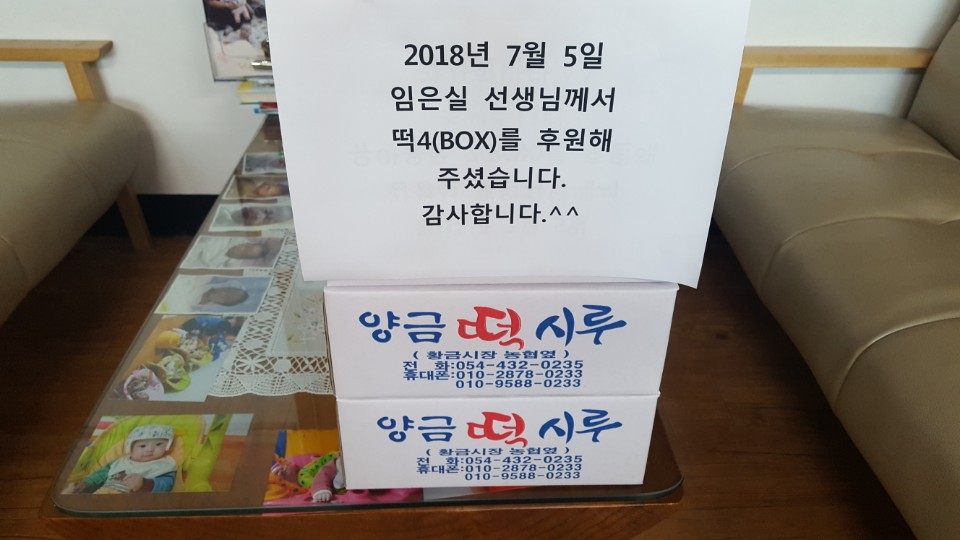 2018년 7월 5일
임은실 선생님께서
떡4(BOX)를 후원해
주셨습니다.
감사합니다.^^
양금 떡 시루
( 황금시장 농협옆 )
전 화:054-432-0235
휴대폰:010-2878-0233
010-9588-0233
양금 떡 시루
( 황금시장 농협옆 )
전 화:054-432-0235
휴대폰:010-2878-0233
010-9588-0233